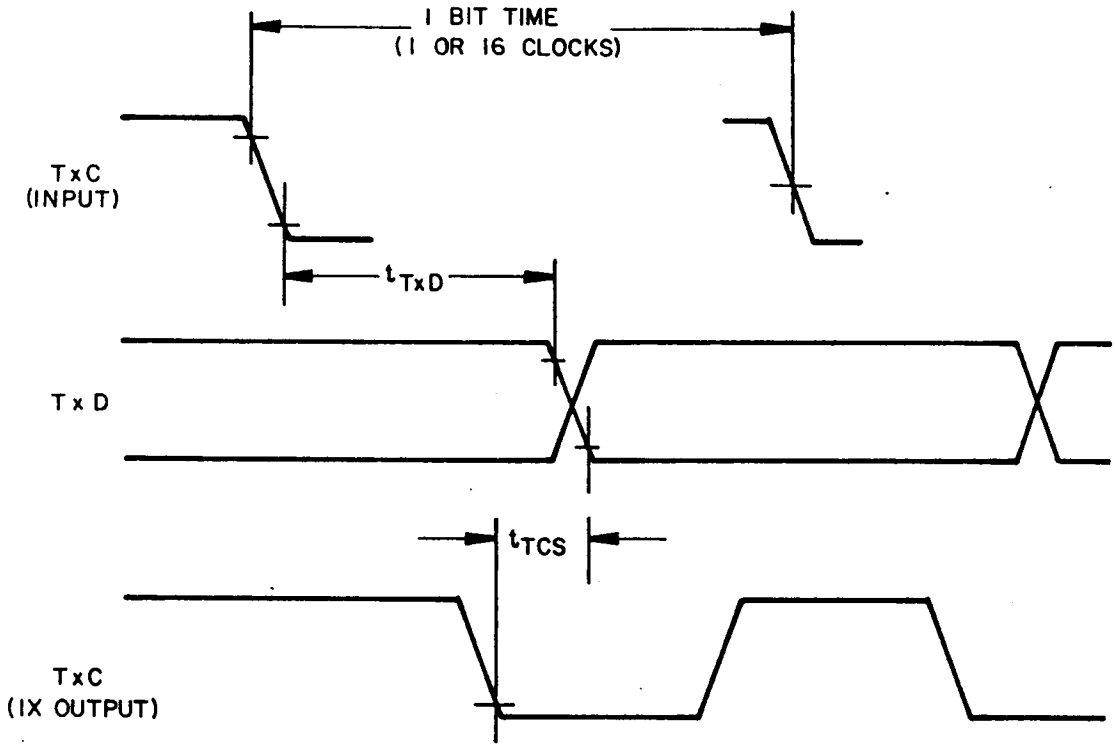 1 BIT TIME
(1 OR 16 CLOCKS)
TxC
(INPUT)
tTxD
TxD
tTCS
TxC
(1X OUTPUT)